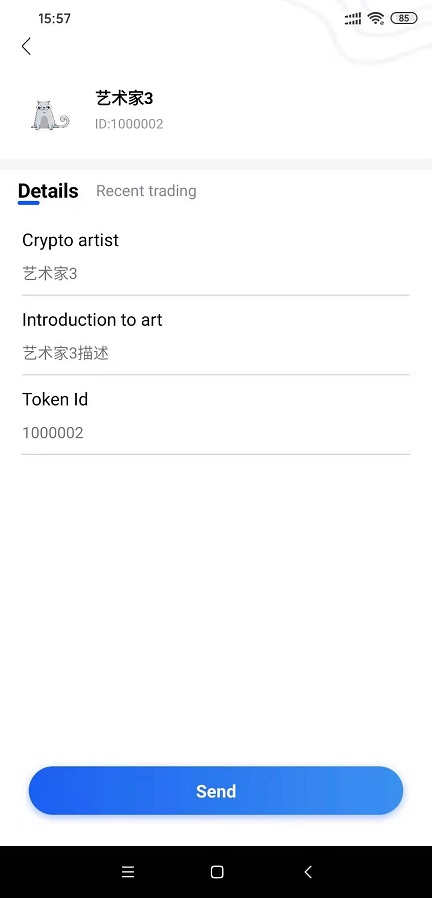 15:57
85
艺术家3
ID:1000002
Details Recent trading
Crypto artist
艺术家3
Introduction to art
艺术家3描述
Token Id
1000002
Send